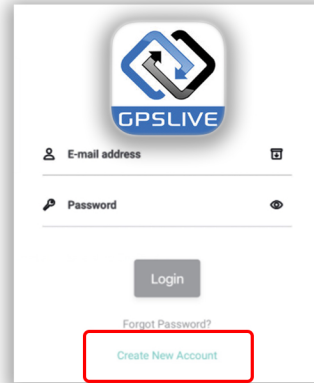 GPSLIVE
E-mail address
Password
Login
Forgot Password?
Create New Account